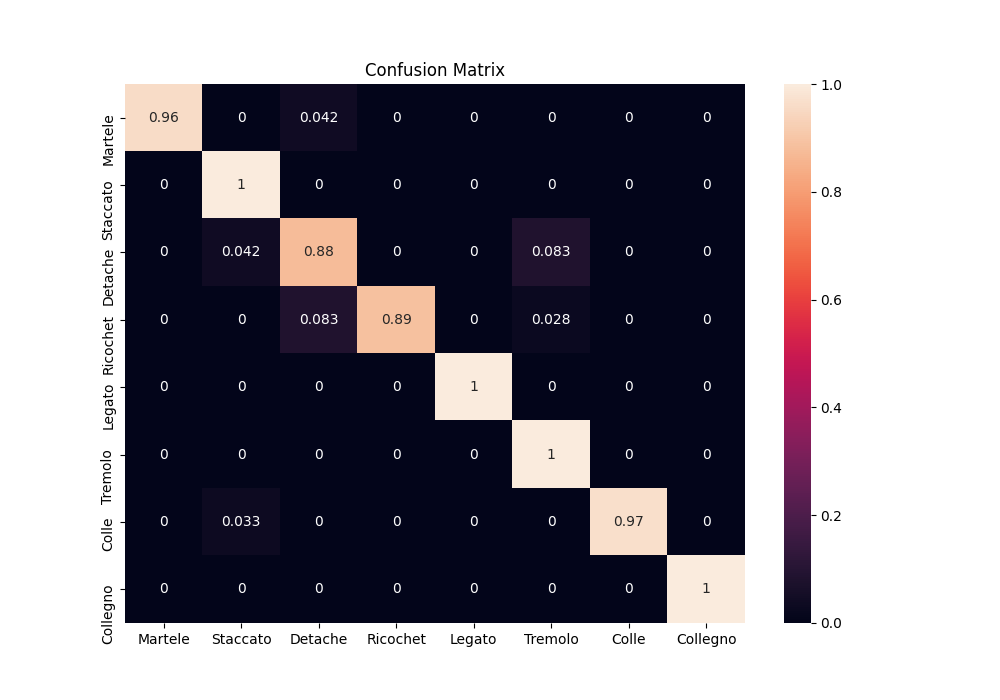 Confusion Matrix
Martele 0.96 0 0.042 0 0 0 0 0
Staccato 0 1 0 0 0 0 0 0
Detache 0 0.042 0.88 0 0 0.083 0 0
Ricochet 0 0 0.083 0.89 0 0.028 0 0
Legato 0 0 0 0 1 0 0 0
Tremolo 0 0 0 0 0 1 0 0
Colle 0 0.033 0 0 0 0 0.97 0
Collegno 0 0 0 0 0 0 0 1
Martele Staccato Detache Ricochet Legato Tremolo Colle Collegno
1.0
0.8
0.6
0.4
0.2
0.0